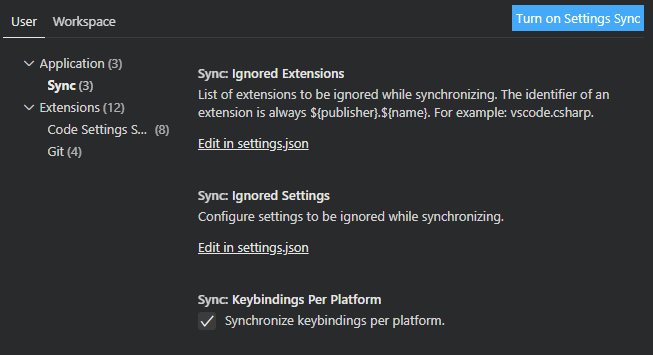 User Workspace Turn on Settings Sync
Application (3)
Sync (3)
Extensions (12)
Code Settings S... (8)
Git (4)
Sync: Ignored Extensions
List of extensions to be ignored while synchronizing. The identifier of an
extension is always ${publisher}.${name}. For example: vscode.csharp.
Edit in settings.json
Sync: Ignored Settings
Configure settings to be ignored while synchronizing.
Edit in settings.json
Sync: Keybindings Per Platform
Synchronize keybindings per platform.